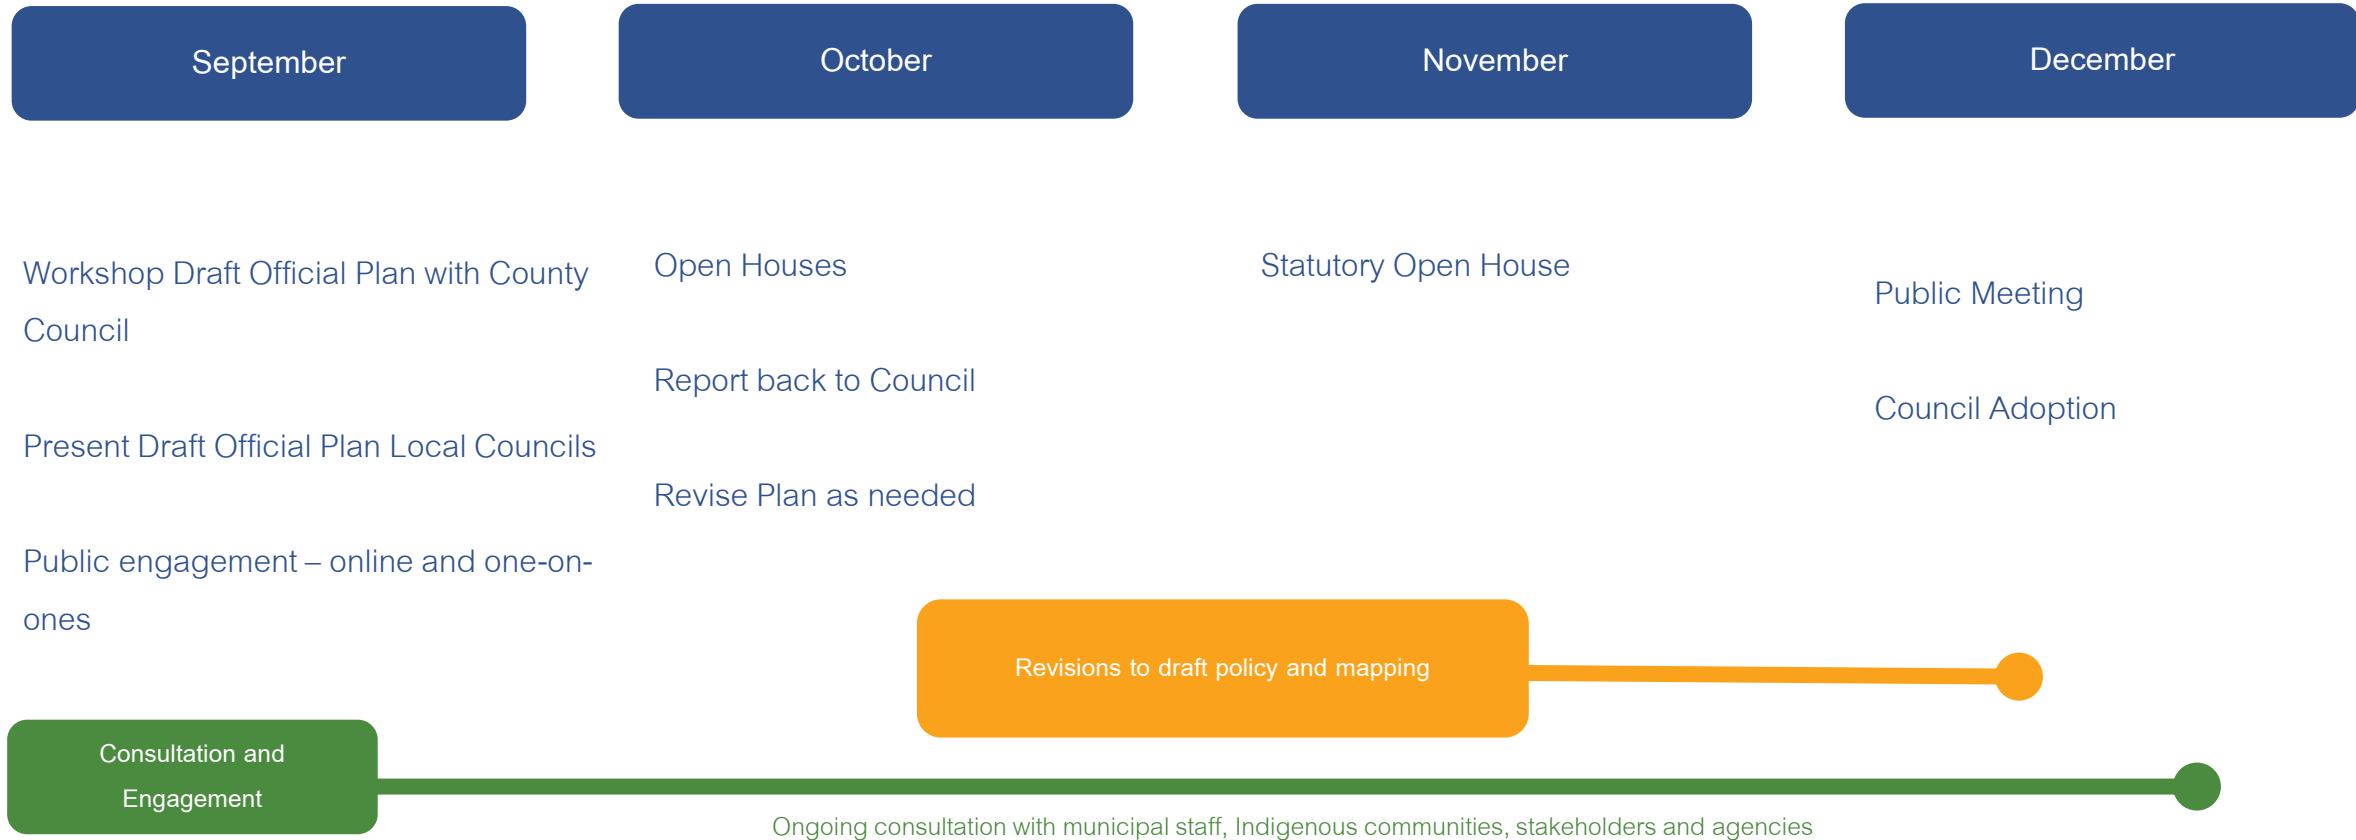 September
October
November
December
Workshop Draft Official Plan with County
Council
Present Draft Official Plan Local Councils
Public engagement – online and one-on-
ones
Open Houses
Report back to Council
Revise Plan as needed
Statutory Open House
Public Meeting
Council Adoption
Revisions to draft policy and mapping
Consultation and
Engagement
Ongoing consultation with municipal staff, Indigenous communities, stakeholders and agencies